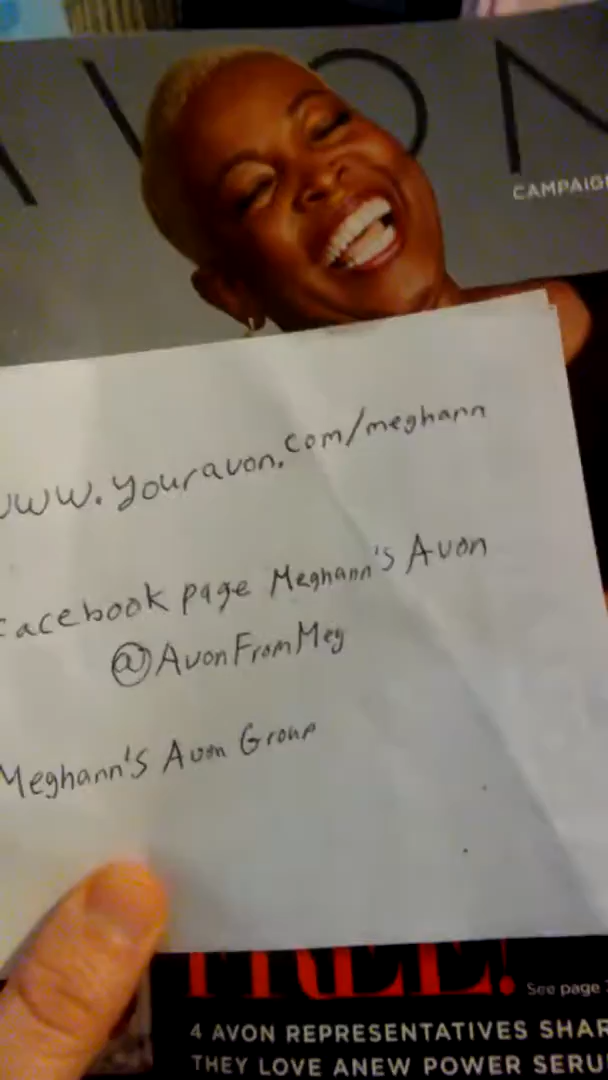 AVON
CAMPAIGN
www.youravon.com/meghann
Facebook page Meghann's Avon
@AvonFromMeg
Meghann's Avon Group
FREE!
See page
4 AVON REPRESENTATIVES SHAR
THEY LOVE ANEW POWER SERU